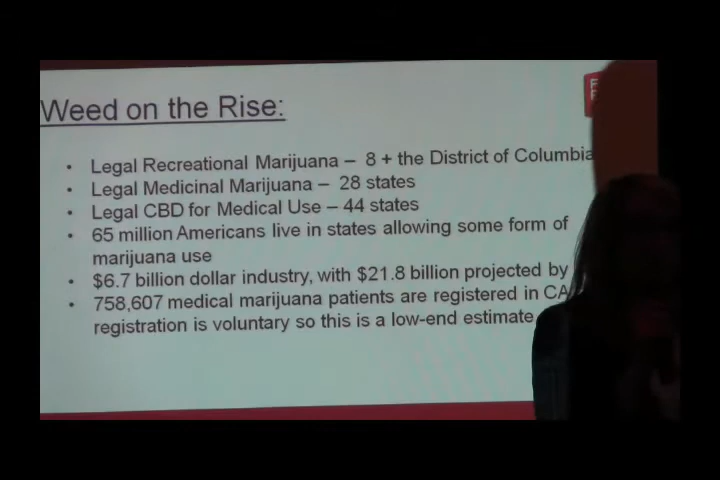 Weed on the Rise:
• Legal Recreational Marijuana – 8 + the District of Columbia
• Legal Medicinal Marijuana – 28 states
• Legal CBD for Medical Use – 44 states
• 65 million Americans live in states allowing some form of
marijuana use
• $6.7 billion dollar industry, with $21.8 billion projected by
• 758,607 medical marijuana patients are registered in CA
registration is voluntary so this is a low-end estimate